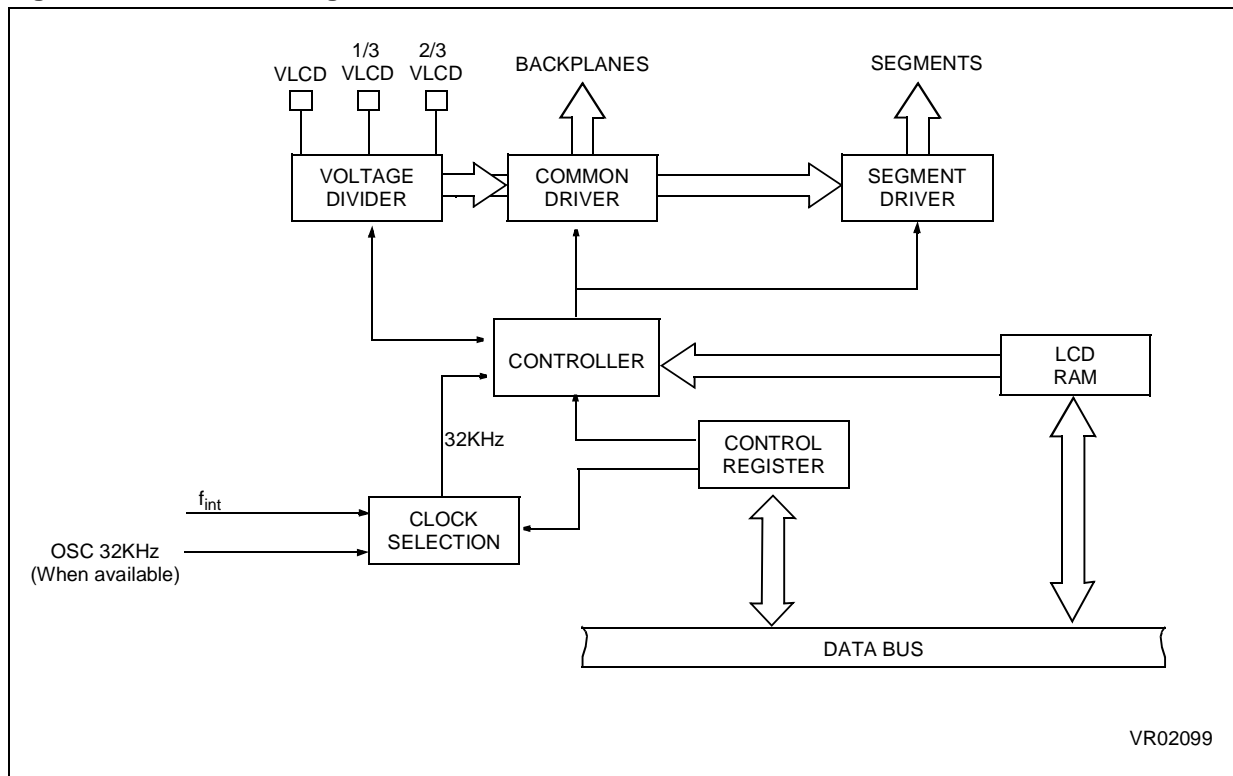 VLCD
1/3
VLCD
2/3
VLCD
BACKPLANES
SEGMENTS
VOLTAGE
DIVIDER
COMMON
DRIVER
SEGMENT
DRIVER
CONTROLLER
LCD
RAM
32KHz
CONTROL
REGISTER
fint
CLOCK
SELECTION
OSC 32KHz
(When available)
DATA BUS
VR02099